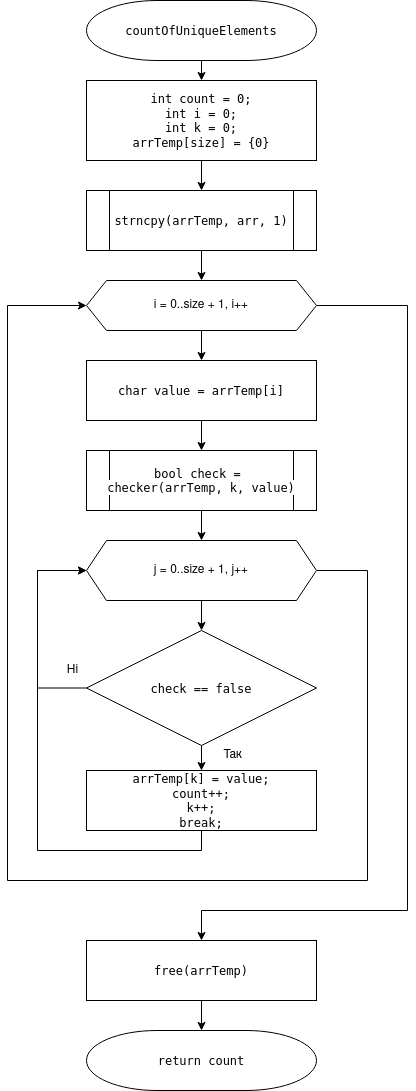 countOfUniqueElements
int count = 0;
int i = 0;
int k = 0;
arrTemp[size] = {0}
strncpy(arrTemp, arr, 1)
i = 0..size + 1, i++
char value = arrTemp[i]
bool check =
checker(arrTemp, k, value)
j = 0..size + 1, j++
Ні
check == false
Так
arrTemp[k] = value;
count++;
k++;
break;
free(arrTemp)
return count